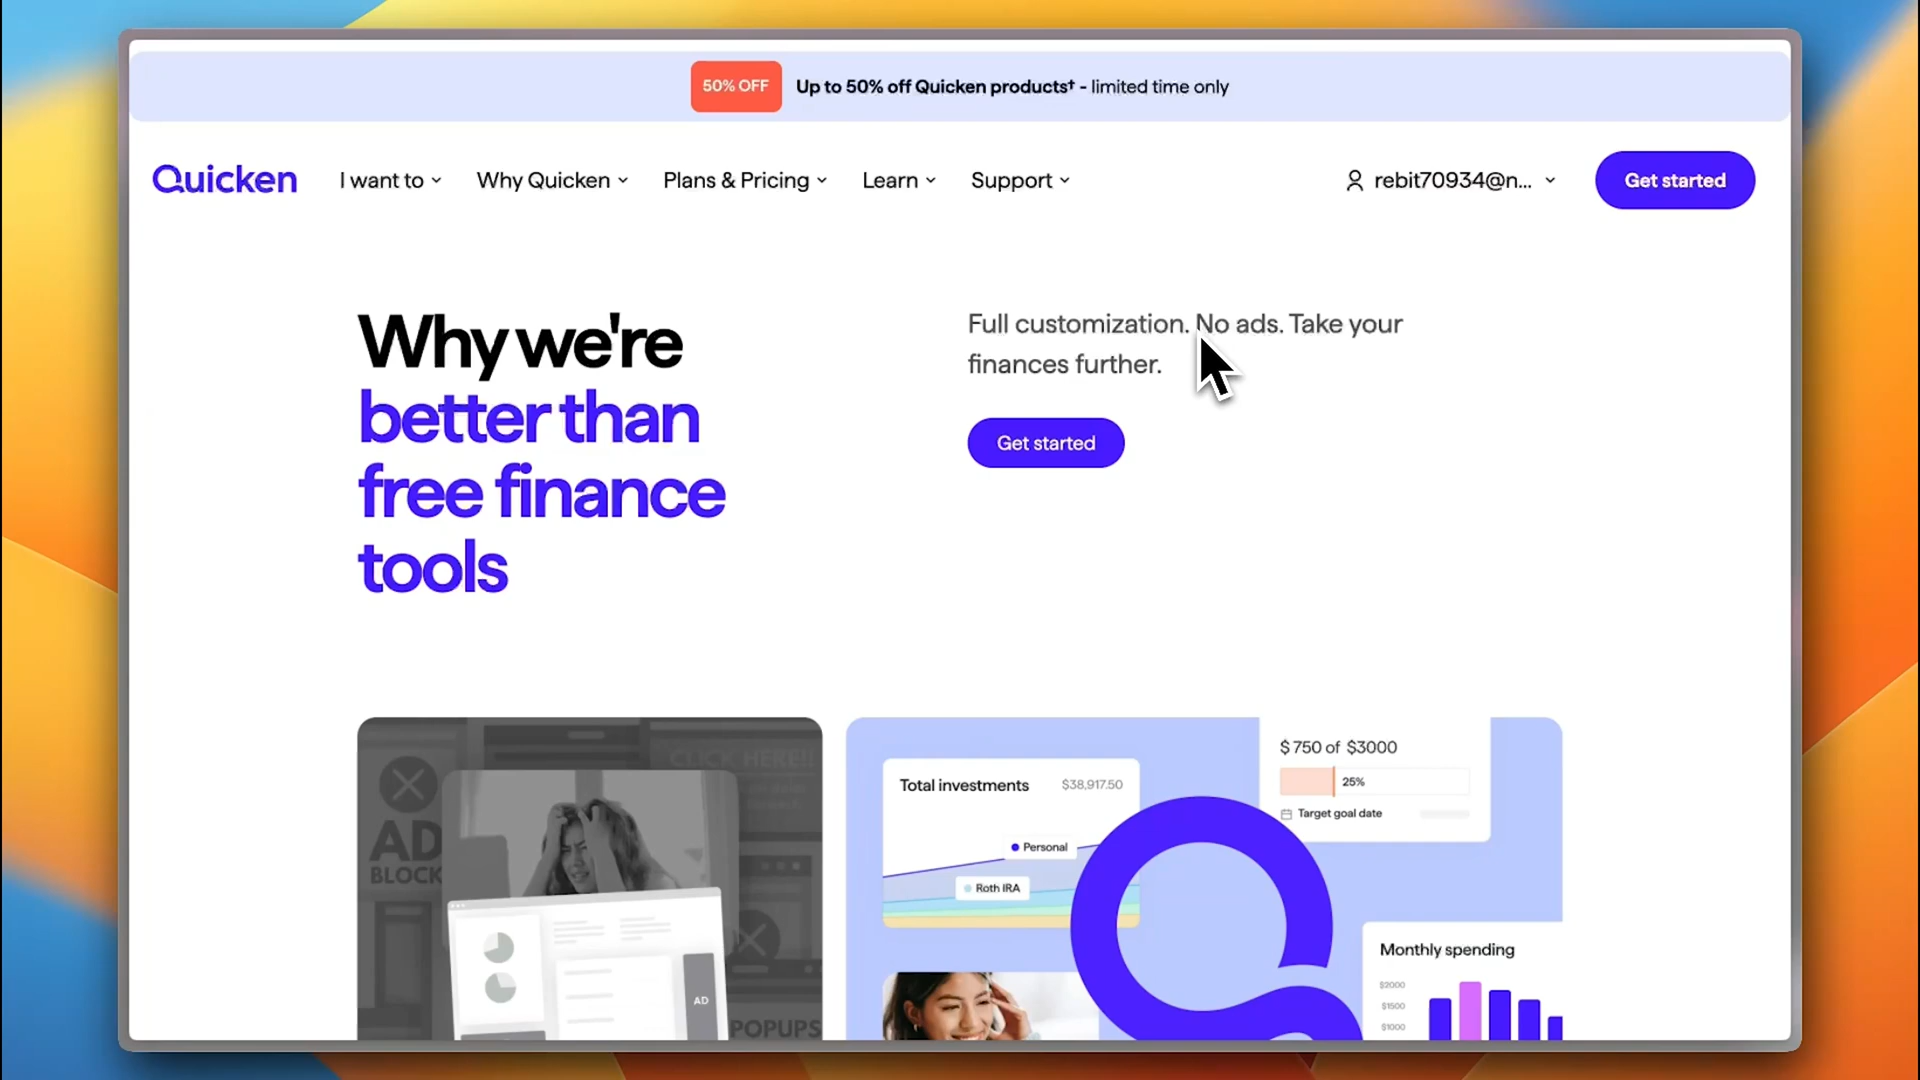 50% OFF
Up to 50% off Quicken products† - limited time only
Quicken
I want to
Why Quicken
Plans & Pricing
Learn
Support
rebit70934@n...
Get started
Why we're
better than
free finance
tools
Full customization. No ads. Take your
finances further.
Get started
CLICK HERE!!
AD
BLOCK
AD
POPUPS
Total investments
$38,917.50
Personal
Roth IRA
$ 750 of $3000
25%
Target goal date
Monthly spending
$2000
$1500
$1000